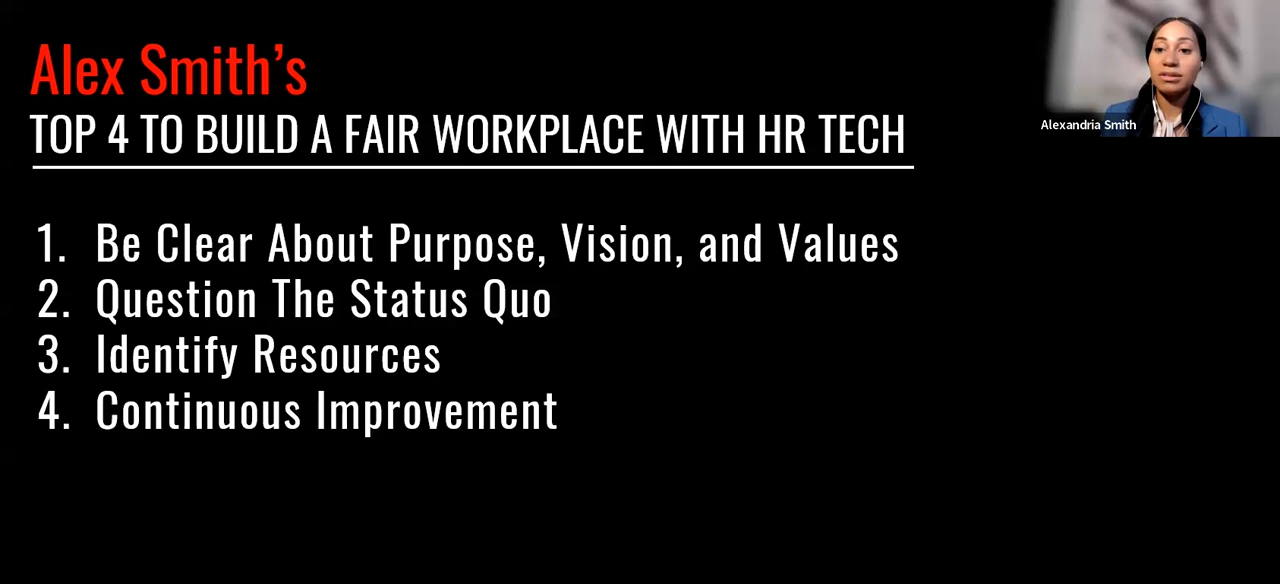 Alex Smith's
TOP 4 TO BUILD A FAIR WORKPLACE WITH HR TECH
Alexandria Smith
1. Be Clear About Purpose, Vision, and Values
2. Question The Status Quo
3. Identify Resources
4. Continuous Improvement